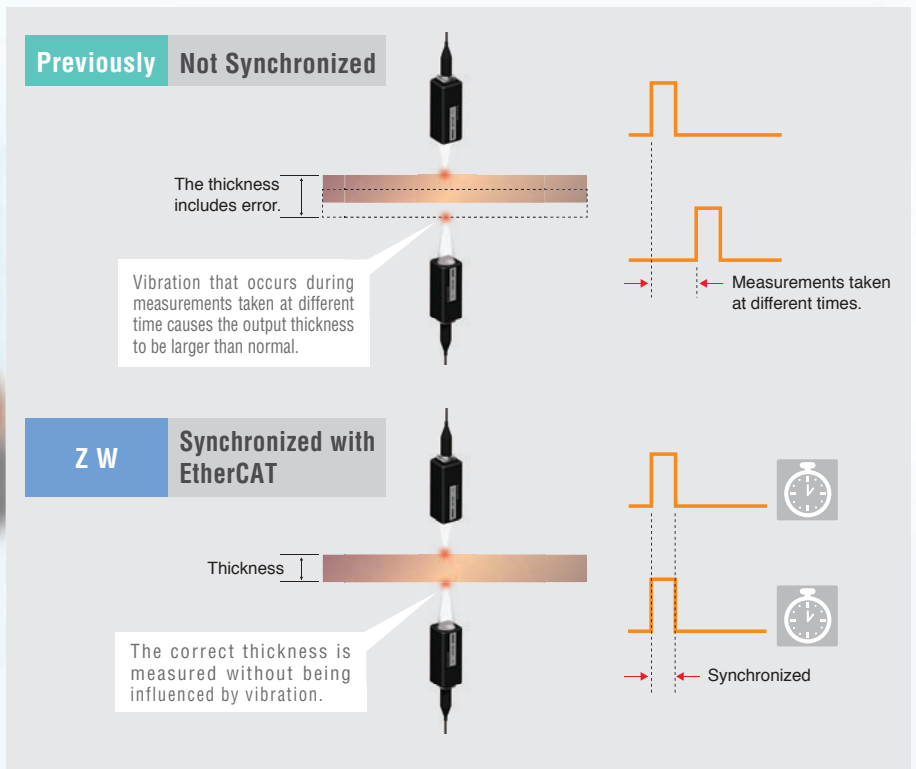 Previously
Not Synchronized
The thickness
includes error.
Vibration that occurs during
measurements taken at different
time causes the output thickness
to be larger than normal.
Measurements taken
at different times.
Z W
Synchronized with
EtherCAT
Thickness
The correct thickness is
measured without being
influenced by vibration.
Synchronized